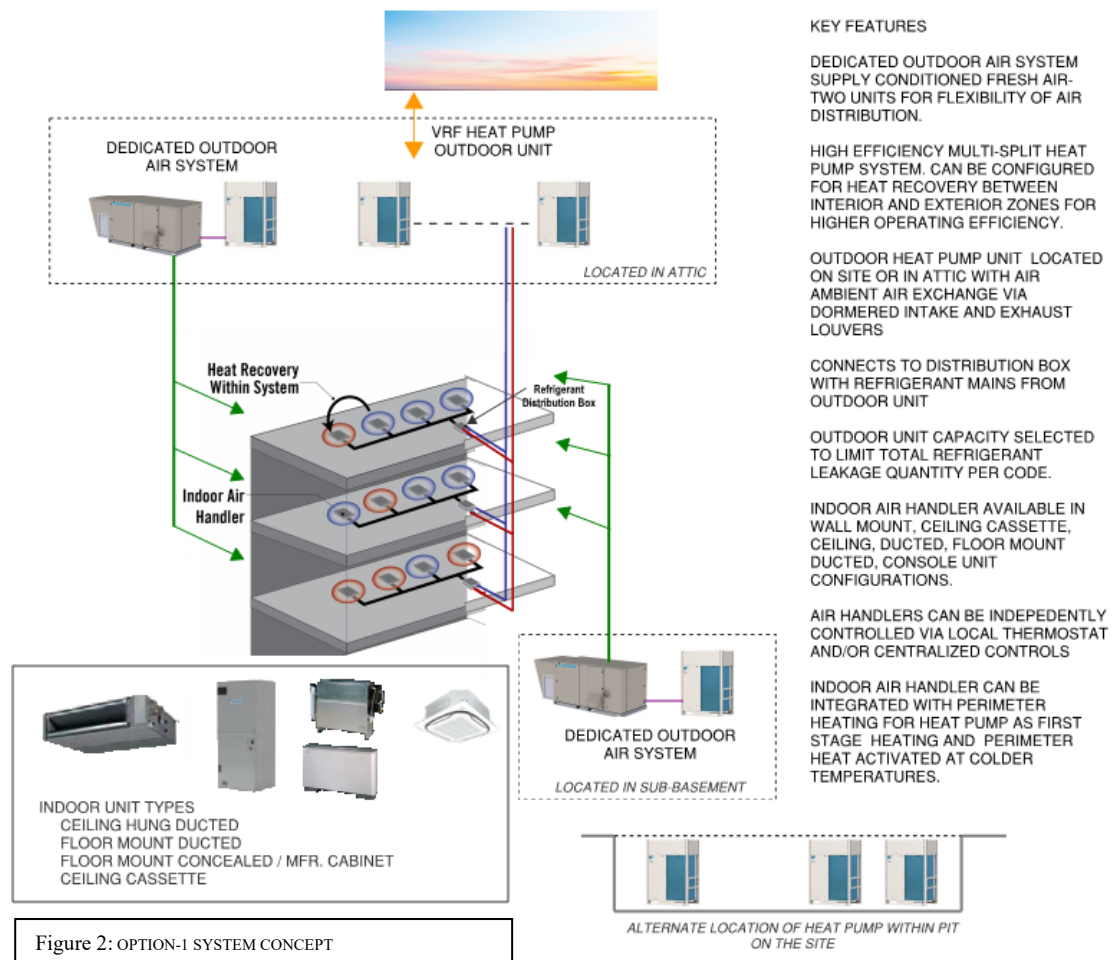 DEDICATED OUTDOOR
AIR SYSTEM
VRF HEAT PUMP
OUTDOOR UNIT
LOCATED IN ATTIC
Heat Recovery
Within System
Refrigerant
Distribution Box
Indoor Air
Handler
DEDICATED OUTDOOR
AIR SYSTEM
LOCATED IN SUB-BASEMENT
INDOOR UNIT TYPES
CEILING HUNG DUCTED
FLOOR MOUNT DUCTED
FLOOR MOUNT CONCEALED / MFR. CABINET
CEILING CASSETTE
ALTERNATE LOCATION OF HEAT PUMP WITHIN PIT
ON THE SITE
Figure 2: OPTION-1 SYSTEM CONCEPT
KEY FEATURES
DEDICATED OUTDOOR AIR SYSTEM
SUPPLY CONDITIONED FRESH AIR-
TWO UNITS FOR FLEXIBILITY OF AIR
DISTRIBUTION.
HIGH EFFICIENCY MULTI-SPLIT HEAT
PUMP SYSTEM. CAN BE CONFIGURED
FOR HEAT RECOVERY BETWEEN
INTERIOR AND EXTERIOR ZONES FOR
HIGHER OPERATING EFFICIENCY.
OUTDOOR HEAT PUMP UNIT LOCATED
ON SITE OR IN ATTIC WITH AIR
AMBIENT AIR EXCHANGE VIA
DORMERED INTAKE AND EXHAUST
LOUVERS
CONNECTS TO DISTRIBUTION BOX
WITH REFRIGERANT MAINS FROM
OUTDOOR UNIT
OUTDOOR UNIT CAPACITY SELECTED
TO LIMIT TOTAL REFRIGERANT
LEAKAGE QUANTITY PER CODE.
INDOOR AIR HANDLER AVAILABLE IN
WALL MOUNT, CEILING CASSETTE,
CEILING, DUCTED, FLOOR MOUNT
DUCTED, CONSOLE UNIT
CONFIGURATIONS.
AIR HANDLERS CAN BE INDEPEDENTLY
CONTROLLED VIA LOCAL THERMOSTAT
AND/OR CENTRALIZED CONTROLS
INDOOR AIR HANDLER CAN BE
INTEGRATED WITH PERIMETER
HEATING FOR HEAT PUMP AS FIRST
STAGE HEATING AND PERIMETER
HEAT ACTIVATED AT COLDER
TEMPERATURES.